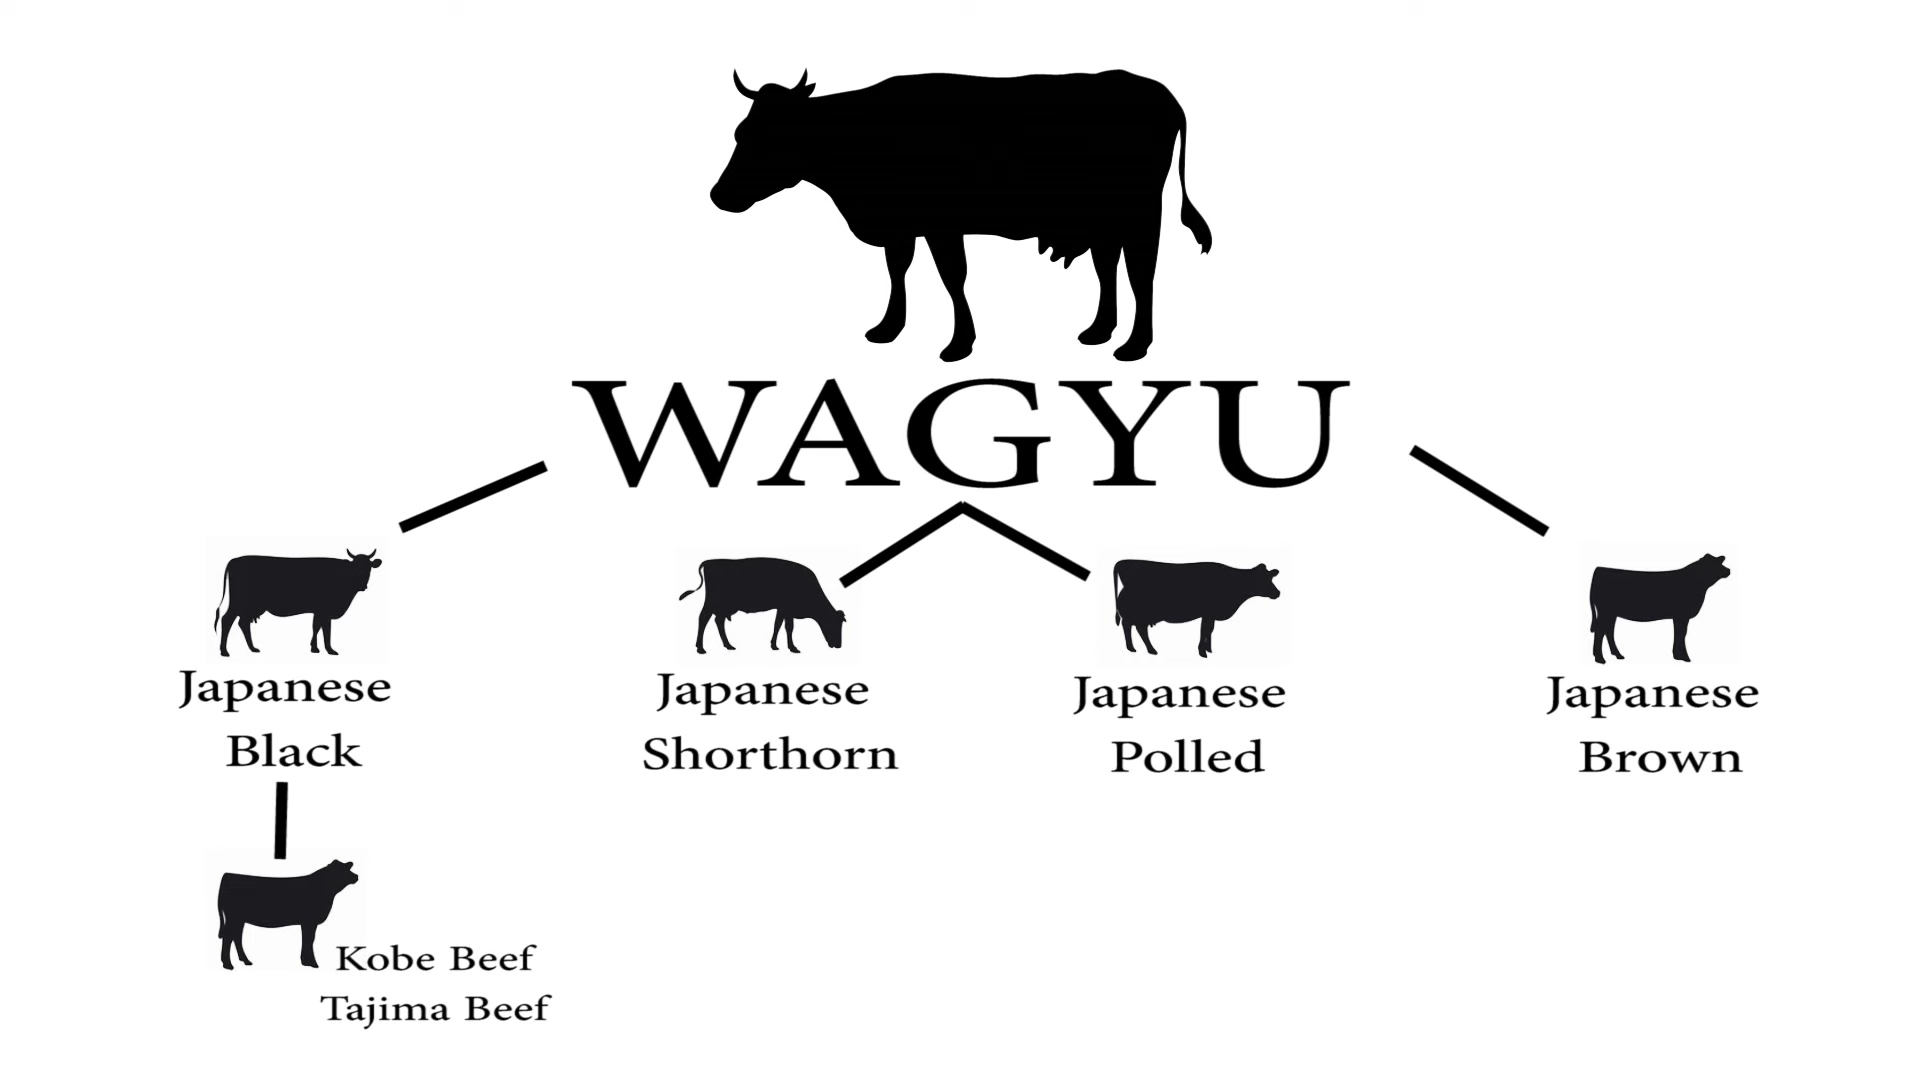 WAGYU
Japanese
Black
Japanese
Shorthorn
Japanese
Polled
Japanese
Brown
Kobe Beef
Tajima Beef